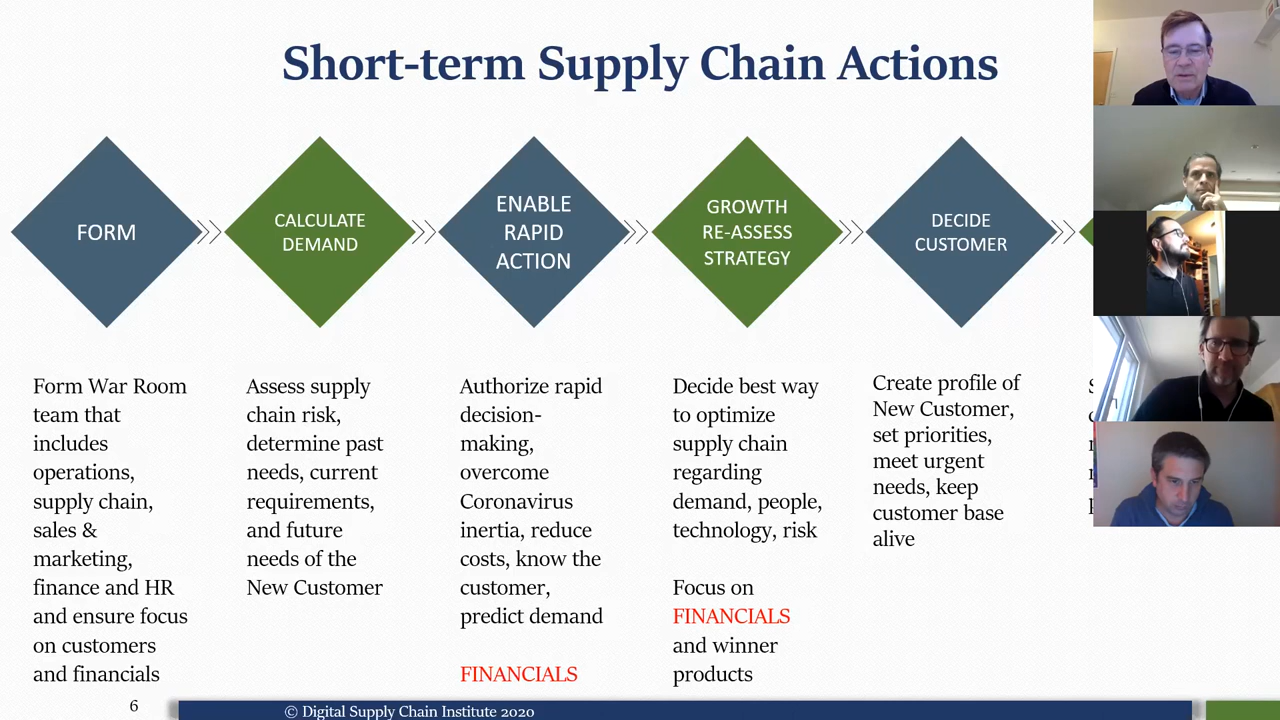 Short-term Supply Chain Actions
FORM
CALCULATE
DEMAND
ENABLE
RAPID
ACTION
GROWTH
RE-ASSESS
STRATEGY
DECIDE
CUSTOMER
Form War Room
team that
includes
operations,
supply chain,
sales &
marketing,
finance and HR
and ensure focus
on customers
and financials
Assess supply
chain risk,
determine past
needs, current
requirements,
and future
needs of the
New Customer
Authorize rapid
decision-
making,
overcome
Coronavirus
inertia, reduce
costs, know the
customer,
predict demand
FINANCIALS
Decide best way
to optimize
supply chain
regarding
demand, people,
technology, risk
Focus on
FINANCIALS
and winner
products
Create profile of
New Customer,
set priorities,
meet urgent
needs, keep
customer base
alive
6
© Digital Supply Chain Institute 2020